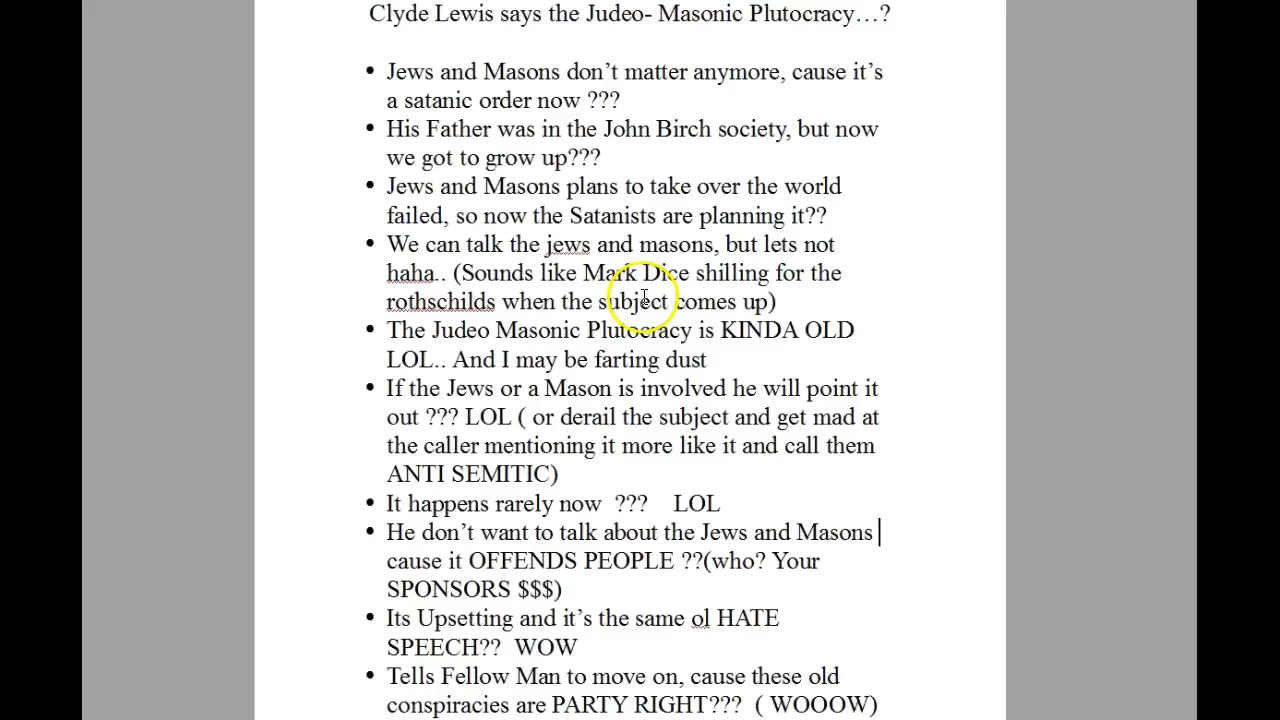 Clyde Lewis says the Judeo- Masonic Plutocracy…?
• Jews and Masons don’t matter anymore, cause it’s
a satanic order now ???
• His Father was in the John Birch society, but now
we got to grow up???
• Jews and Masons plans to take over the world
failed, so now the Satanists are planning it??
• We can talk the jews and masons, but lets not
haha.. (Sounds like Mark Dice shilling for the
rothschilds when the subject comes up)
• The Judeo Masonic Plutocracy is KINDA OLD
LOL.. And I may be farting dust
• If the Jews or a Mason is involved he will point it
out ??? LOL ( or derail the subject and get mad at
the caller mentioning it more like it and call them
ANTI SEMITIC)
• It happens rarely now ??? LOL
• He don’t want to talk about the Jews and Masons
cause it OFFENDS PEOPLE ??(who? Your
SPONSORS $$$)
• Its Upsetting and it’s the same ol HATE
SPEECH?? WOW
• Tells Fellow Man to move on, cause these old
conspiracies are PARTY RIGHT??? ( WOOOW)